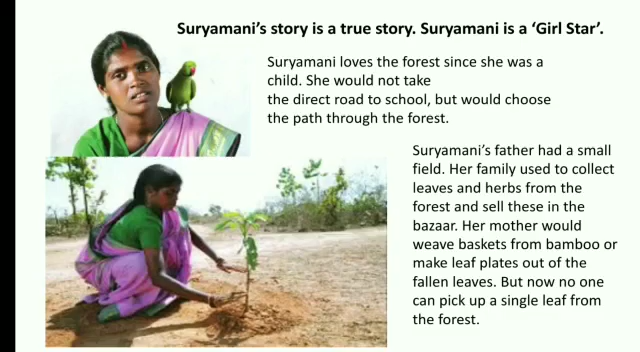 Suryamani's story is a true story. Suryamani is a 'Girl Star'.
Suryamani loves the forest since she was a
child. She would not take
the direct road to school, but would choose
the path through the forest.
Suryamani's father had a small
field. Her family used to collect
leaves and herbs from the
forest and sell these in the
bazaar. Her mother would
weave baskets from bamboo or
make leaf plates out of the
fallen leaves. But now no one
can pick up a single leaf from
the forest.